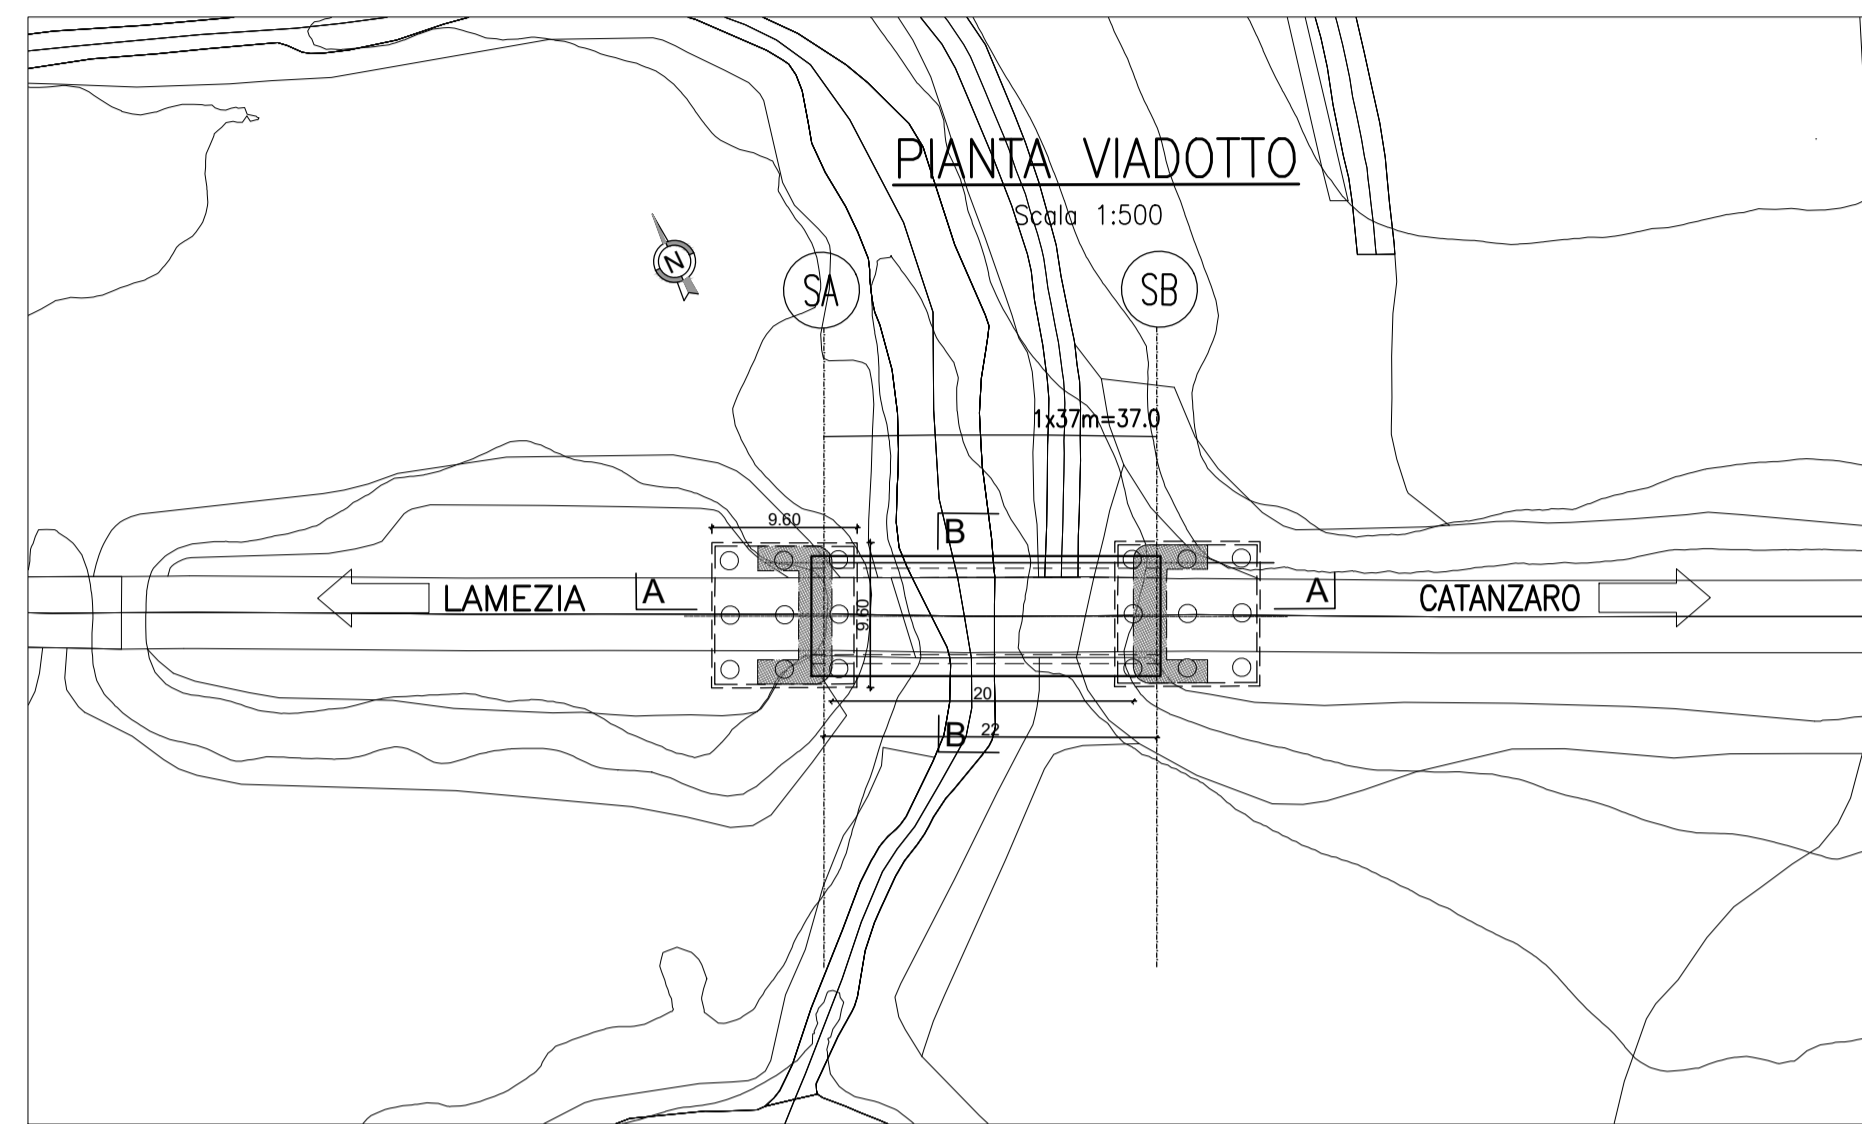 PIANTA VIADOTTO
Scala 1:500
N
SA
SB
1x37m=37.0
9.60
B
LAMEZIA
A
9.60
A
CATANZARO
20
B
22